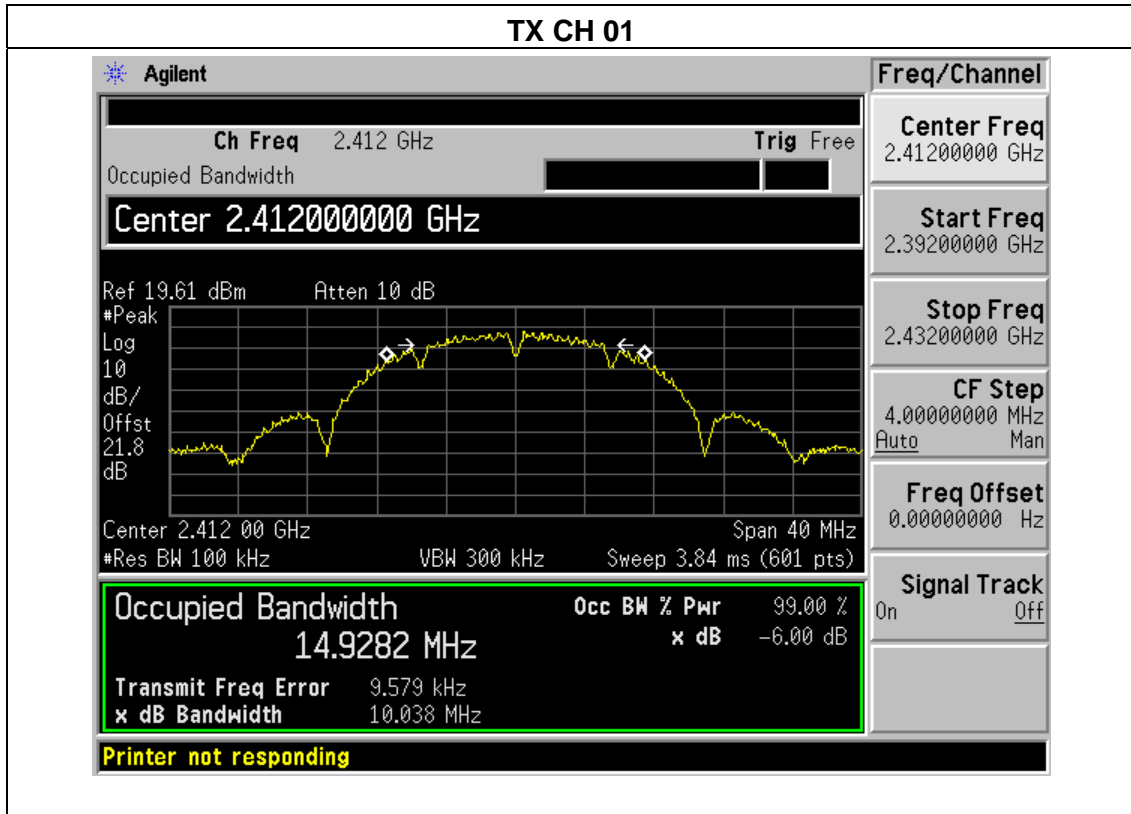 TX CH 01
Agilent
Freq/Channel
Ch Freq 2.412 GHz Trig Free
Occupied Bandwidth
Center 2.412000000 GHz
Ref 19.61 dBm Atten 10 dB
#Peak
Log
10
dB/
Offst
21.8
dB
Center 2.412 00 GHz Span 40 MHz
#Res BW 100 kHz VBW 300 kHz Sweep 3.84 ms (601 pts)
Occupied Bandwidth Occ BW % Pwr 99.00 %
14.9282 MHz x dB -6.00 dB
Transmit Freq Error 9.579 kHz
x dB Bandwidth 10.038 MHz
Printer not responding
Center Freq
2.41200000 GHz
Start Freq
2.39200000 GHz
Stop Freq
2.43200000 GHz
CF Step
4.00000000 MHz
Auto Man
Freq Offset
0.00000000 Hz
Signal Track
On Off